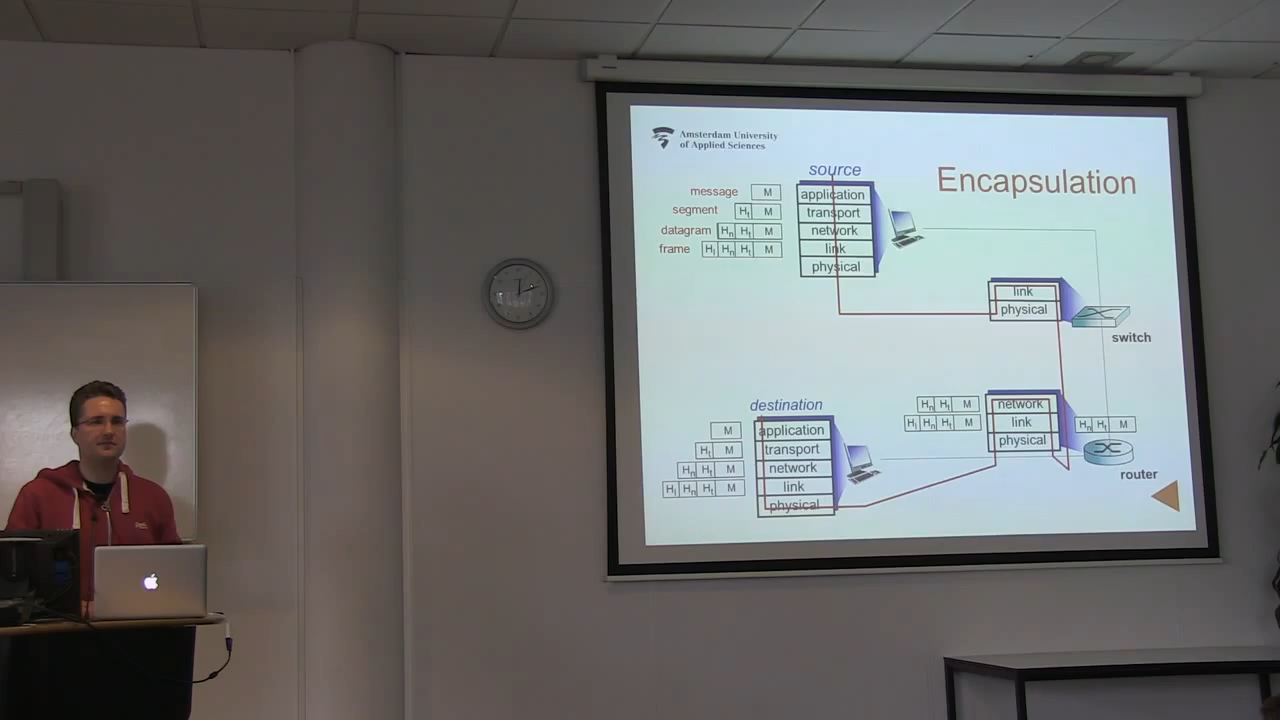 Amsterdam University
of Applied Sciences
Encapsulation
source
message M
segment Ht M
datagram Hn Ht M
frame Hl Hn Ht M
application
transport
network
link
physical
link
physical
switch
destination
M
Ht M
Hn Ht M
Hl Hn Ht M
application
transport
network
link
physical
Hn Ht M
Hl Hn Ht M
network
link
physical
Hn Ht M
router